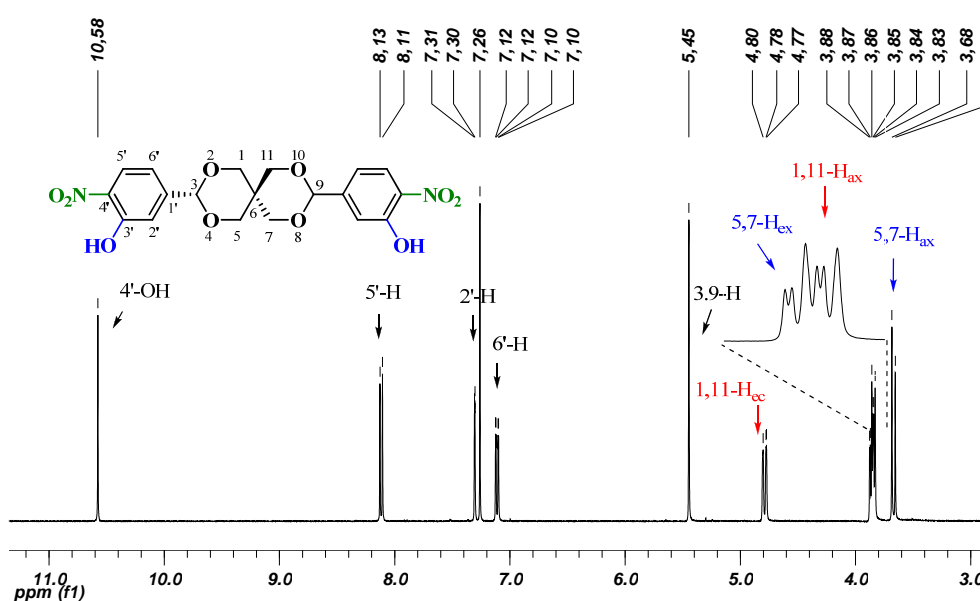 10,58
8,13
8,11
7,31
7,30
7,26
7,12
7,12
7,10
7,10
5,45
4,80
4,78
4,77
3,88
3,87
3,86
3,85
3,84
3,83
3,68
5' 6' 2 1 11 10
O O
O₂N 4' 1' 3 6 9 NO₂
3' 2' O O
HO 4 5 7 8 OH
1,11-Hax
5,7-Hex
5,7-Hax
4'-OH
5'-H
2'-H
3.9-H
6'-H
1,11-Hec
11.0 10.0 9.0 8.0 7.0 6.0 5.0 4.0 3.0
ppm (f1)